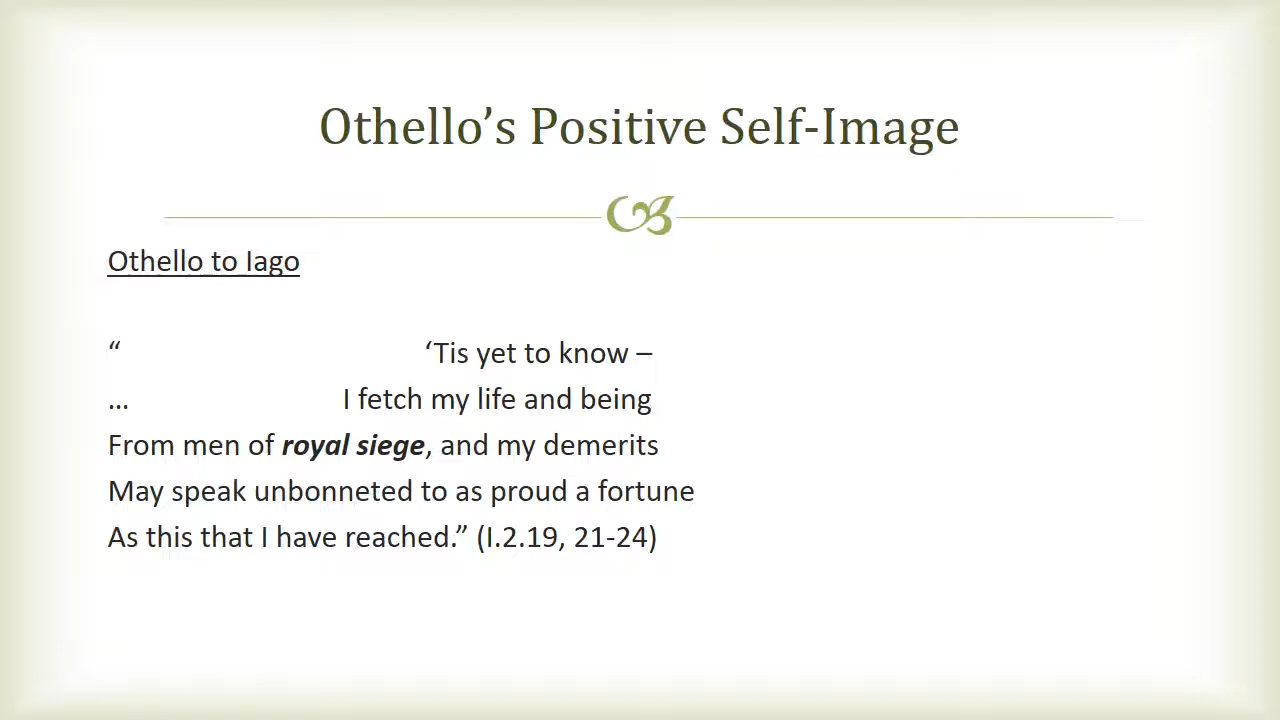 Othello’s Positive Self-Image
Othello to Iago
“ ‘Tis yet to know –
… I fetch my life and being
From men of royal siege, and my demerits
May speak unbonneted to as proud a fortune
As this that I have reached.” (I.2.19, 21-24)